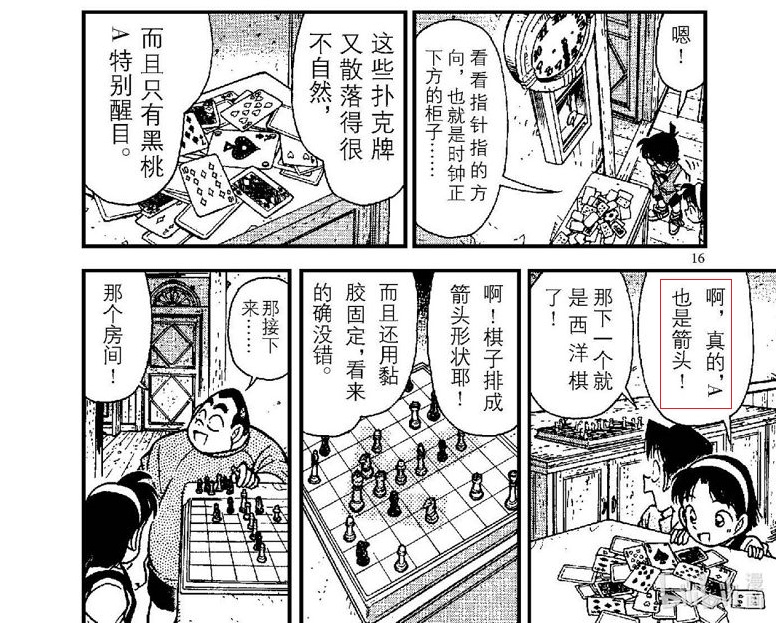 嗯！
看看指针指的方
向，也就是时钟正
下方的柜子……
这些扑克牌
又散落得很
不自然，
而且只有黑桃
A特别醒目。
16
啊，真的，A
也是箭头！
那下一个就
是西洋棋
了！
啊！棋子排成
箭头形状耶！
而且还用黏
胶固定，看来
的确没错。
那接下
来……
那个房间！